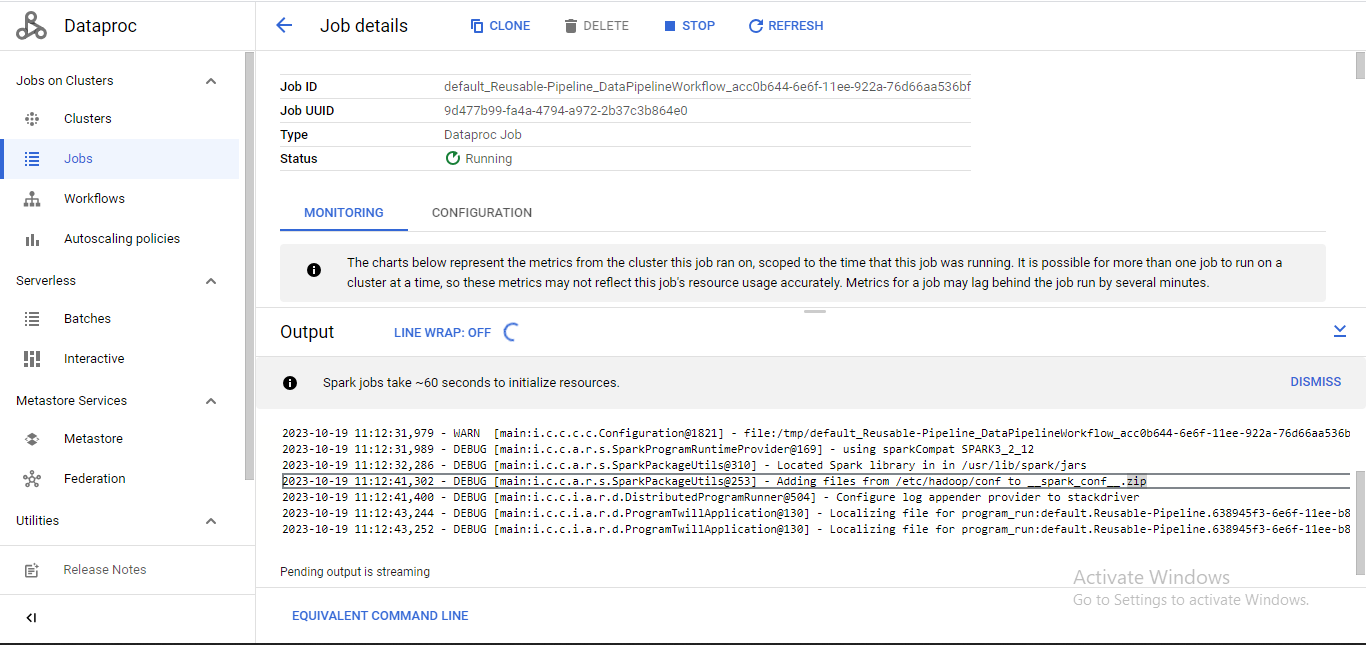 Dataproc
Job details
CLONE
DELETE
STOP
REFRESH
Jobs on Clusters
Clusters
Jobs
Workflows
Autoscaling policies
Serverless
Batches
Interactive
Metastore Services
Metastore
Federation
Utilities
Release Notes
Job ID default_Reusable-Pipeline_DataPipelineWorkflow_acc0b644-6e6f-11ee-922a-76d66aa536bf
Job UUID 9d477b99-fa4a-4794-a972-2b37c3b864e0
Type Dataproc Job
Status Running
MONITORING CONFIGURATION
The charts below represent the metrics from the cluster this job ran on, scoped to the time that this job was running. It is possible for more than one job to run on a
cluster at a time, so these metrics may not reflect this job's resource usage accurately. Metrics for a job may lag behind the job run by several minutes.
Output LINE WRAP: OFF
Spark jobs take ~60 seconds to initialize resources. DISMISS
2023-10-19 11:12:31,979 - WARN  [main:i.c.c.c.c.Configuration@1821] - file:/tmp/default_Reusable-Pipeline_DataPipelineWorkflow_acc0b644-6e6f-11ee-922a-76d66aa536b
2023-10-19 11:12:31,989 - DEBUG [main:i.c.c.a.r.s.SparkProgramRuntimeProvider@169] - using sparkCompat SPARK3_2_12
2023-10-19 11:12:32,286 - DEBUG [main:i.c.c.a.r.s.SparkPackageUtils@310] - Located Spark library in in /usr/lib/spark/jars
2023-10-19 11:12:41,302 - DEBUG [main:i.c.c.a.r.s.SparkPackageUtils@253] - Adding files from /etc/hadoop/conf to __spark_conf__.zip
2023-10-19 11:12:41,400 - DEBUG [main:i.c.c.i.a.r.d.DistributedProgramRunner@504] - Configure log appender provider to stackdriver
2023-10-19 11:12:43,244 - DEBUG [main:i.c.c.i.a.r.d.ProgramTwillApplication@130] - Localizing file for program_run:default.Reusable-Pipeline.638945f3-6e6f-11ee-b8
2023-10-19 11:12:43,252 - DEBUG [main:i.c.c.i.a.r.d.ProgramTwillApplication@130] - Localizing file for program_run:default.Reusable-Pipeline.638945f3-6e6f-11ee-b8
Pending output is streaming
EQUIVALENT COMMAND LINE
Activate Windows
Go to Settings to activate Windows.